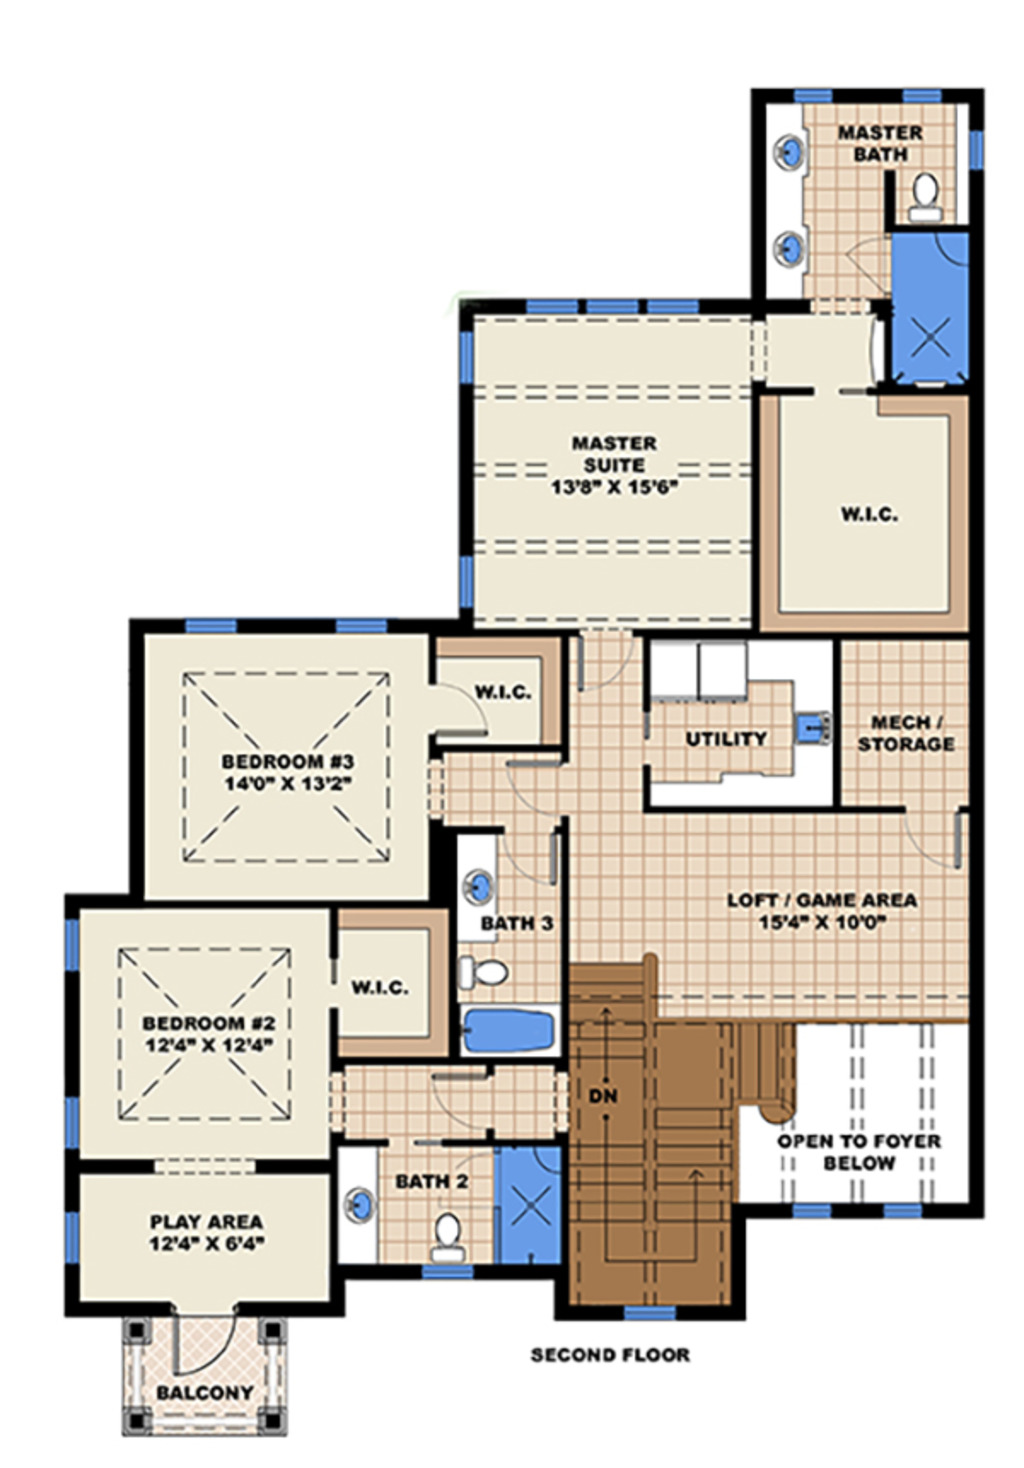 MASTER
BATH
MASTER
SUITE
13'8" X 15'6"
W.I.C.
W.I.C.
BEDROOM #3
14'0" X 13'2"
UTILITY
MECH /
STORAGE
LOFT / GAME AREA
15'4" X 10'0"
BATH 3
W.I.C.
BEDROOM #2
12'4" X 12'4"
DN
OPEN TO FOYER
BELOW
BATH 2
PLAY AREA
12'4" X 6'4"
BALCONY
SECOND FLOOR